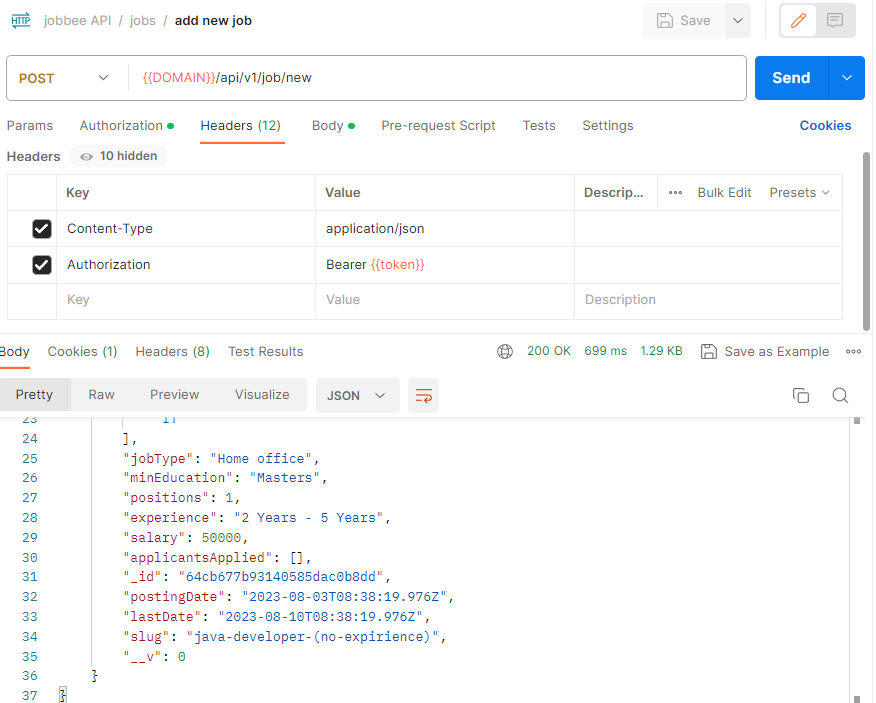 HTTP jobbee API / jobs / add new job Save
POST {{DOMAIN}}/api/v1/job/new Send
Params Authorization Headers (12) Body Pre-request Script Tests Settings Cookies
Headers 10 hidden
Key Value Descrip... Bulk Edit Presets
Content-Type application/json
Authorization Bearer {{token}}
Key Value Description
Body Cookies (1) Headers (8) Test Results 200 OK 699 ms 1.29 KB Save as Example
Pretty Raw Preview Visualize JSON
23
24 ],
25 "jobType": "Home office",
26 "minEducation": "Masters",
27 "positions": 1,
28 "experience": "2 Years - 5 Years",
29 "salary": 50000,
30 "applicantsApplied": [],
31 "_id": "64cb677b93140585dac0b8dd",
32 "postingDate": "2023-08-03T08:38:19.976Z",
33 "lastDate": "2023-08-10T08:38:19.976Z",
34 "slug": "java-developer-(no-expirience)",
35 "__v": 0
36 }
37 }